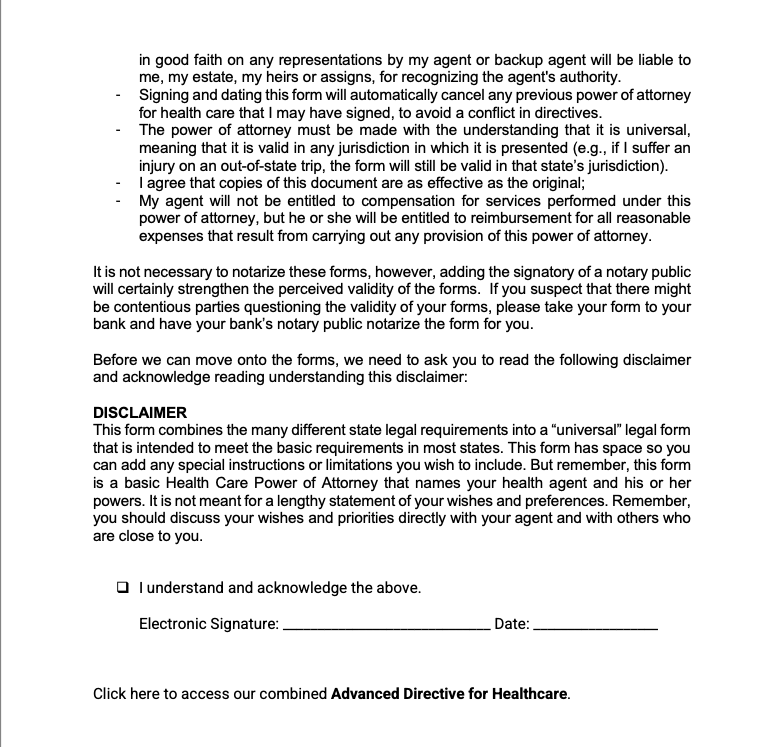 in good faith on any representations by my agent or backup agent will be liable to
me, my estate, my heirs or assigns, for recognizing the agent's authority.
- Signing and dating this form will automatically cancel any previous power of attorney
for health care that I may have signed, to avoid a conflict in directives.
- The power of attorney must be made with the understanding that it is universal,
meaning that it is valid in any jurisdiction in which it is presented (e.g., if I suffer an
injury on an out-of-state trip, the form will still be valid in that state's jurisdiction).
- I agree that copies of this document are as effective as the original;
- My agent will not be entitled to compensation for services performed under this
power of attorney, but he or she will be entitled to reimbursement for all reasonable
expenses that result from carrying out any provision of this power of attorney.
It is not necessary to notarize these forms, however, adding the signatory of a notary public
will certainly strengthen the perceived validity of the forms. If you suspect that there might
be contentious parties questioning the validity of your forms, please take your form to your
bank and have your bank's notary public notarize the form for you.
Before we can move onto the forms, we need to ask you to read the following disclaimer
and acknowledge reading understanding this disclaimer:
DISCLAIMER
This form combines the many different state legal requirements into a “universal” legal form
that is intended to meet the basic requirements in most states. This form has space so you
can add any special instructions or limitations you wish to include. But remember, this form
is a basic Health Care Power of Attorney that names your health agent and his or her
powers. It is not meant for a lengthy statement of your wishes and preferences. Remember,
you should discuss your wishes and priorities directly with your agent and with others who
are close to you.
❑ I understand and acknowledge the above.
Electronic Signature: _________________________ Date: _______________
Click here to access our combined Advanced Directive for Healthcare.